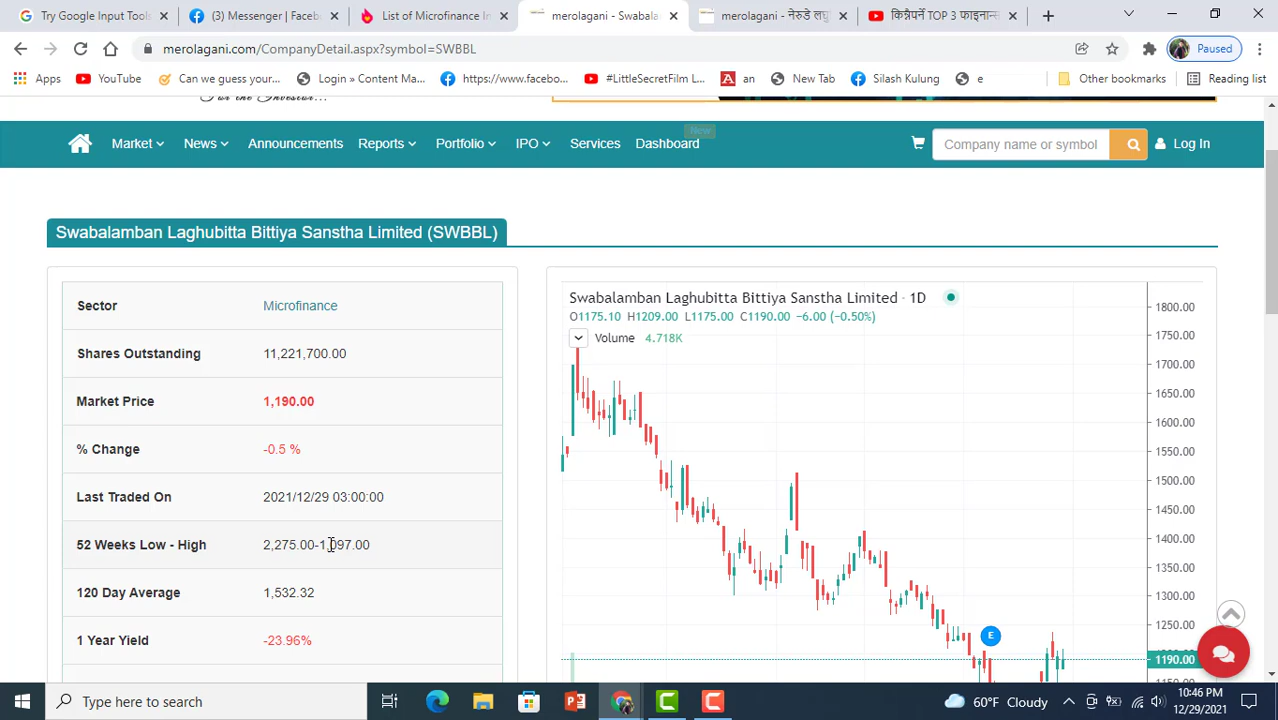 Try Google Input Tools
(3) Messenger | Faceb
List of Microfinance In
merolagani - Swabala
merolagani - नेरुडे लघु
किन्नैपर्ने TOP 3 फाइनान्स
merolagani.com/CompanyDetail.aspx?symbol=SWBBL
Paused
Apps
YouTube
Can we guess your...
Login » Content Ma...
https://www.facebo...
#LittleSecretFilm L...
an
New Tab
Silash Kulung
e
Other bookmarks
Reading list
For the Investor...
New
Market
News
Announcements
Reports
Portfolio
IPO
Services
Dashboard
Company name or symbol
Log In
Swabalamban Laghubitta Bittiya Sanstha Limited (SWBBL)
Sector Microfinance
Shares Outstanding 11,221,700.00
Market Price 1,190.00
% Change -0.5 %
Last Traded On 2021/12/29 03:00:00
52 Weeks Low - High 2,275.00-1,097.00
120 Day Average 1,532.32
1 Year Yield -23.96%
Swabalamban Laghubitta Bittiya Sanstha Limited · 1D
O1175.10 H1209.00 L1175.00 C1190.00 −6.00 (−0.50%)
Volume 4.718K
1800.00
1750.00
1700.00
1650.00
1600.00
1550.00
1500.00
1450.00
1400.00
1350.00
1300.00
1250.00
E
1190.00
Type here to search
60°F Cloudy
10:46 PM
12/29/2021